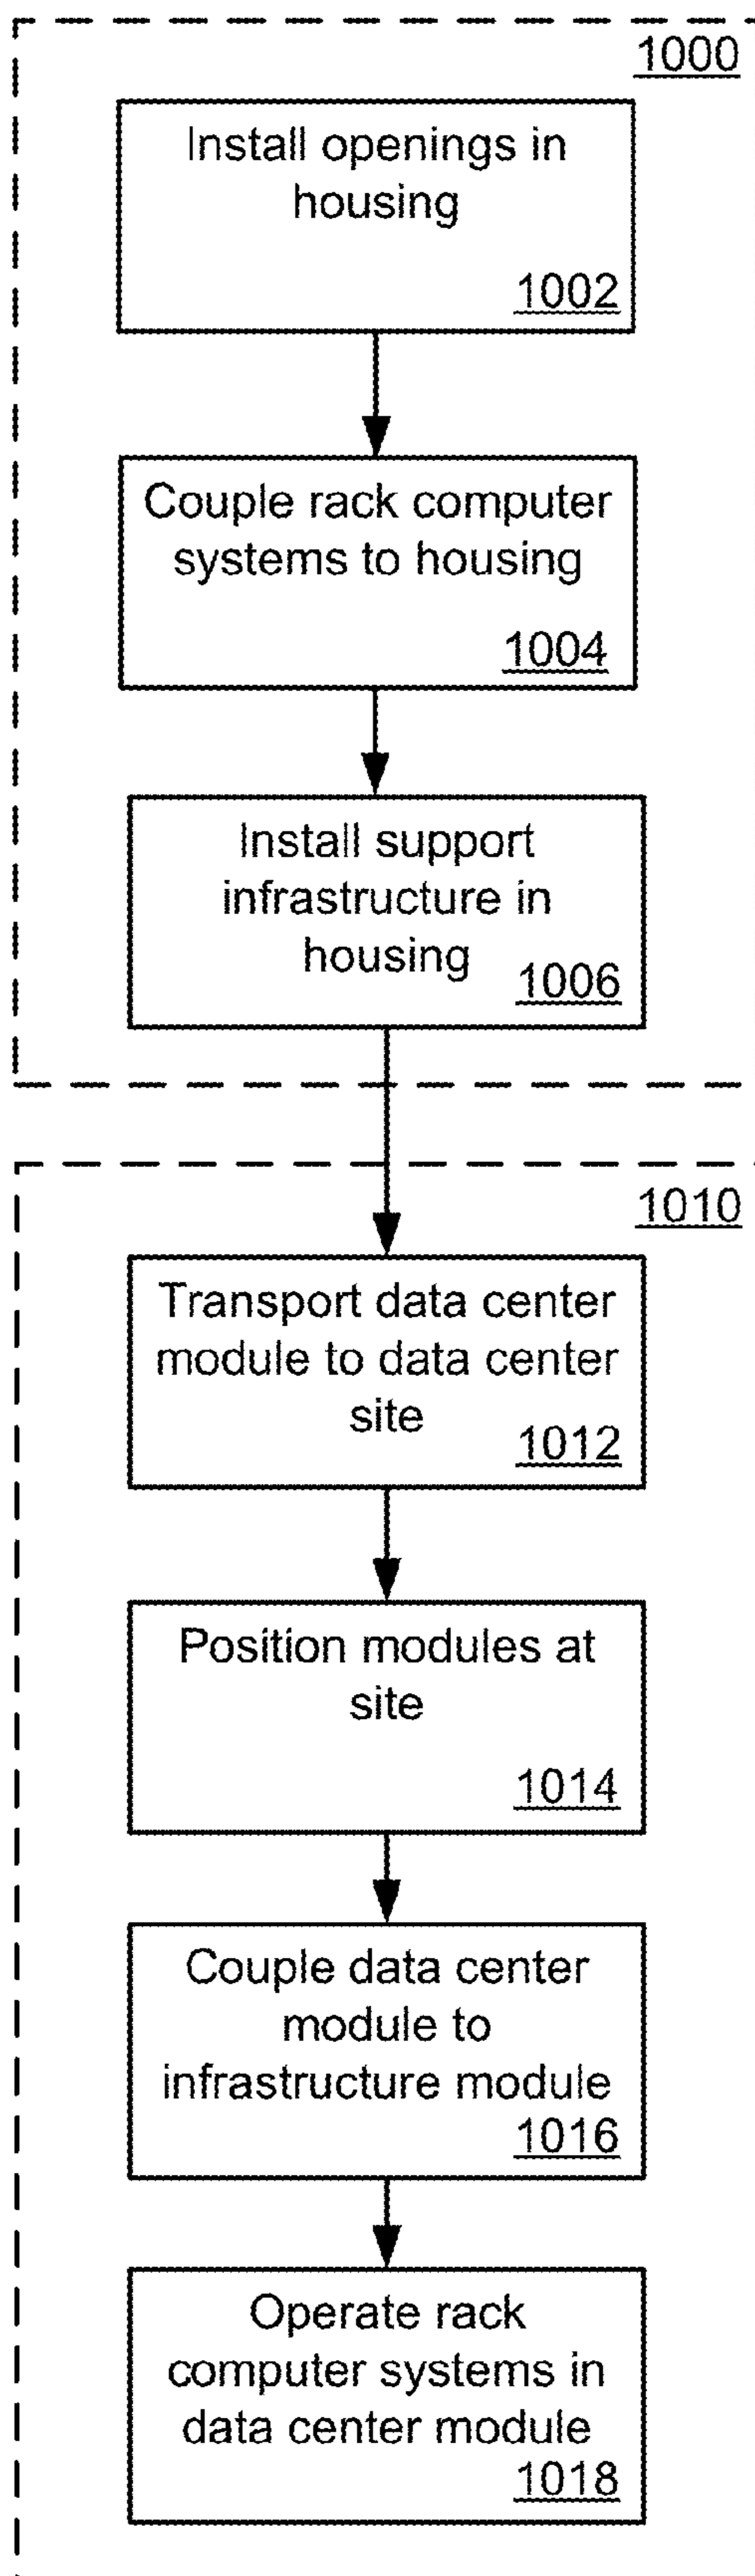 1000
Install openings in
housing
1002
Couple rack computer
systems to housing
1004
Install support
infrastructure in
housing
1006
1010
Transport data center
module to data center
site
1012
Position modules at
site
1014
Couple data center
module to
infrastructure module
1016
Operate rack
computer systems in
data center module
1018